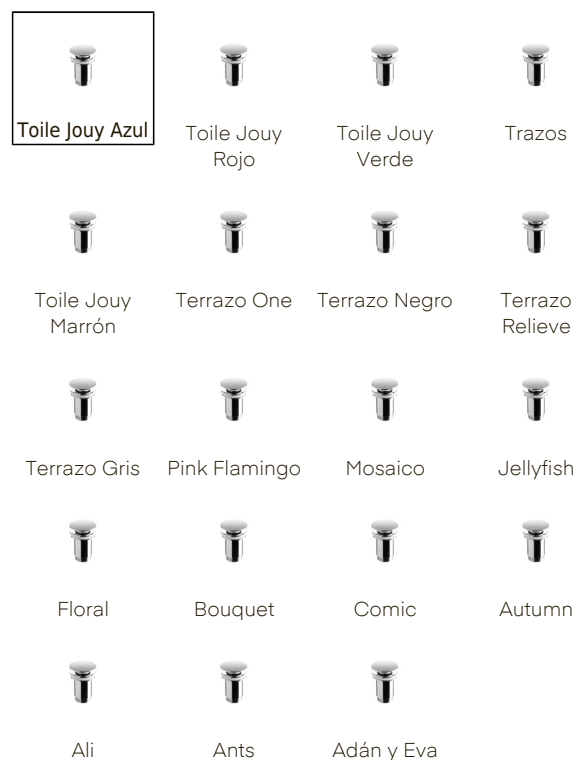 Toile Jouy Azul
Toile Jouy
Rojo
Toile Jouy
Verde
Trazos
Toile Jouy
Marrón
Terrazo One
Terrazo Negro
Terrazo
Relieve
Terrazo Gris
Pink Flamingo
Mosaico
Jellyfish
Floral
Bouquet
Comic
Autumn
Ali
Ants
Adán y Eva